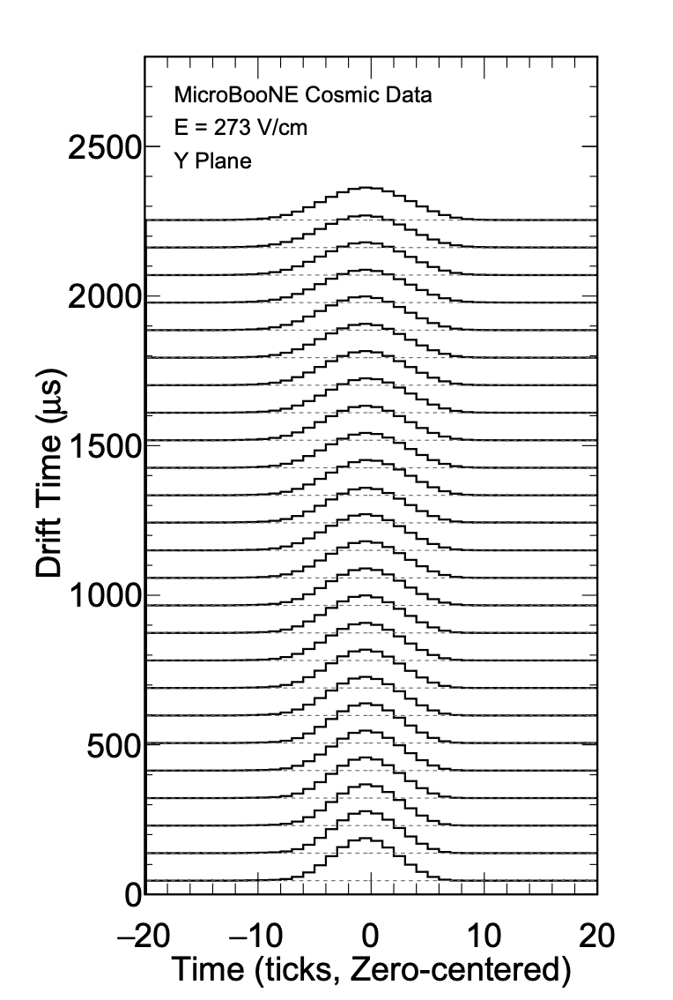 MicroBooNE Cosmic Data
E = 273 V/cm
Y Plane
2500
2000
1500
1000
500
0
Drift Time (μs)
−20 −10 0 10 20
Time (ticks, Zero-centered)